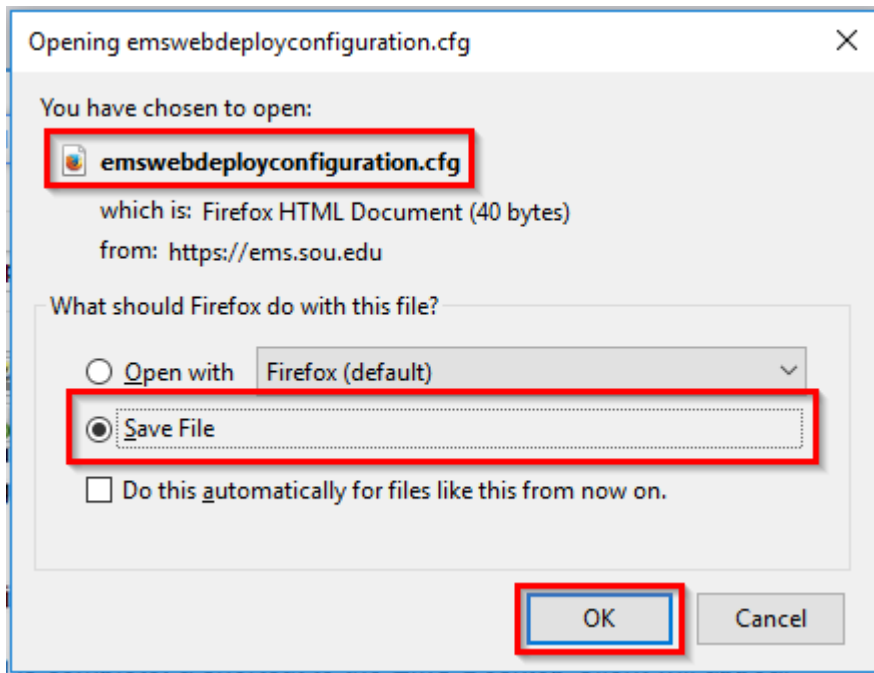 Opening emswebdeployconfiguration.cfg
You have chosen to open:
emswebdeployconfiguration.cfg
which is: Firefox HTML Document (40 bytes)
from: https://ems.sou.edu
What should Firefox do with this file?
Open with Firefox (default)
Save File
Do this automatically for files like this from now on.
OK Cancel